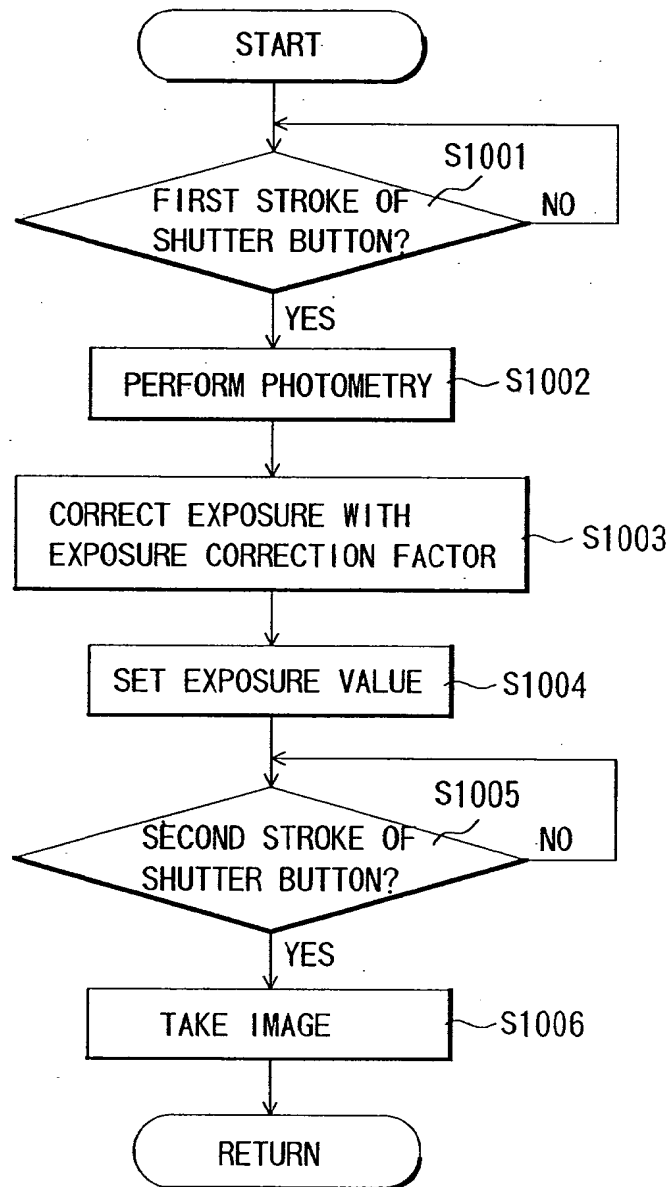 START
S1001
FIRST STROKE OF
SHUTTER BUTTON?
NO
YES
PERFORM PHOTOMETRY
S1002
CORRECT EXPOSURE WITH
EXPOSURE CORRECTION FACTOR
S1003
SET EXPOSURE VALUE
S1004
S1005
SECOND STROKE OF
SHUTTER BUTTON?
NO
YES
TAKE IMAGE
S1006
RETURN